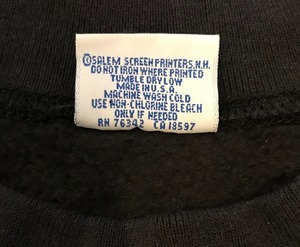 ©SALEM SCREEN PRINTERS, N.H.
DO NOT IRON WHERE PRINTED
TUMBLE DRY LOW
MADE IN U.S.A.
MACHINE WASH COLD
USE NON-CHLORINE BLEACH
ONLY IF NEEDED
RN 76342 CA 18597